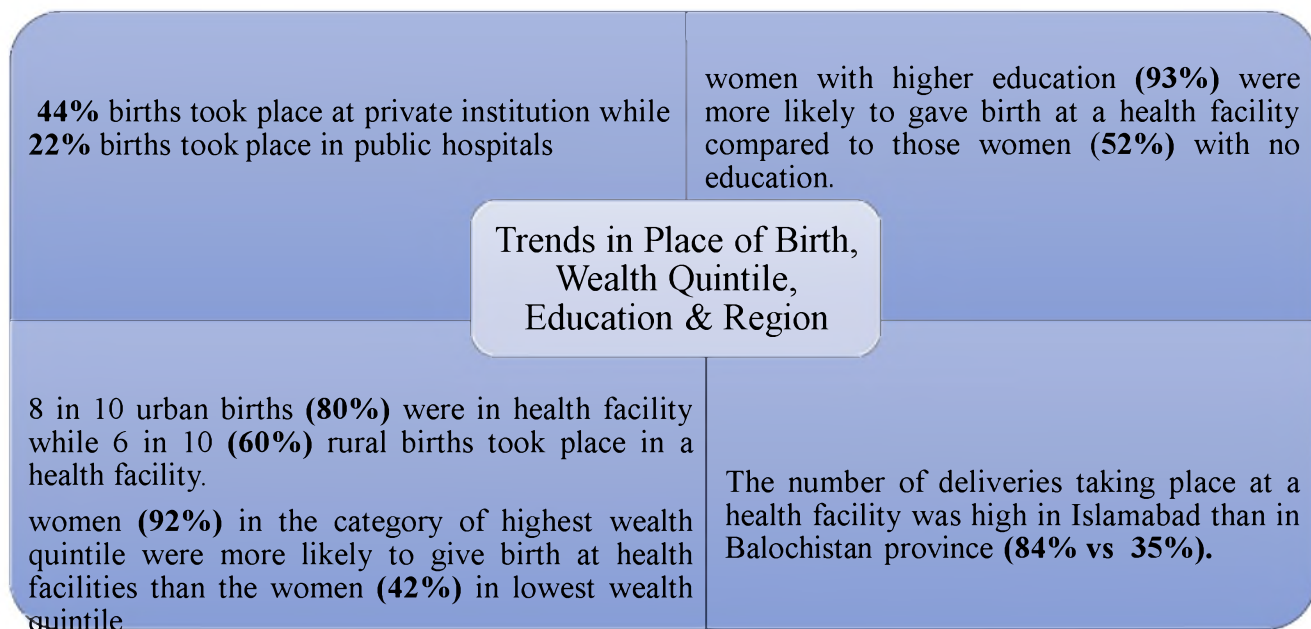 44% births took place at private institution while
22% births took place in public hospitals
women with higher education (93%) were
more likely to gave birth at a health facility
compared to those women (52%) with no
education.
Trends in Place of Birth,
Wealth Quintile,
Education & Region
8 in 10 urban births (80%) were in health facility
while 6 in 10 (60%) rural births took place in a
health facility.
women (92%) in the category of highest wealth
quintile were more likely to give birth at health
facilities than the women (42%) in lowest wealth
quintile
The number of deliveries taking place at a
health facility was high in Islamabad than in
Balochistan province (84% vs 35%).